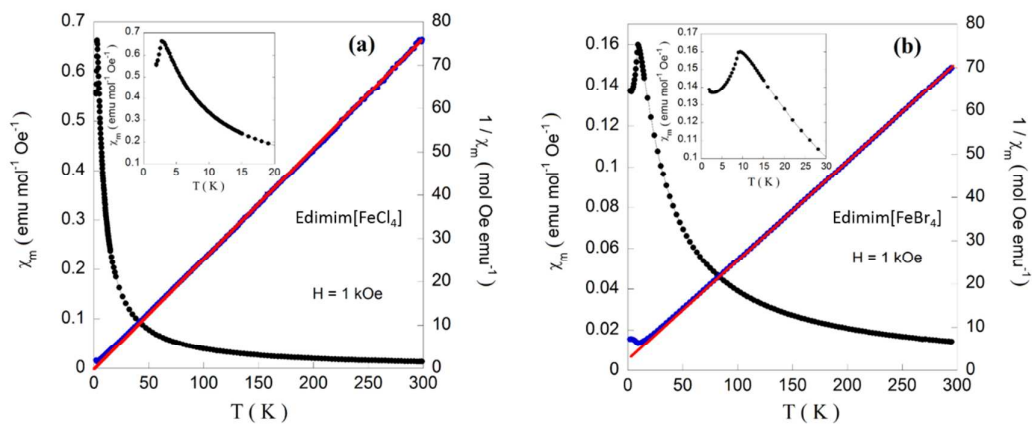 (a)
χm ( emu mol⁻¹ Oe⁻¹)
0.7
0.6
0.5
0.4
0.3
0.2
0.1
0
χm ( emu mol⁻¹ Oe⁻¹)
0.7
0.6
0.5
0.4
0.3
0.2
0.1
0 5 10 15 20
T ( K )
Edimim[FeCl₄]
H = 1 kOe
80
70
60
50
40
30
20
10
0
1 / χm ( mol Oe emu⁻¹)
0 50 100 150 200 250 300
T ( K )
(b)
χm ( emu mol⁻¹ Oe⁻¹)
0.16
0.14
0.12
0.10
0.08
0.06
0.04
0.02
0
χm ( emu mol⁻¹ Oe⁻¹)
0.17
0.16
0.15
0.14
0.13
0.12
0.11
0.1
0 5 10 15 20 25 30
T ( K )
Edimim[FeBr₄]
H = 1 kOe
80
70
60
50
40
30
20
10
0
1 / χm ( mol Oe emu⁻¹)
0 50 100 150 200 250 300
T ( K )